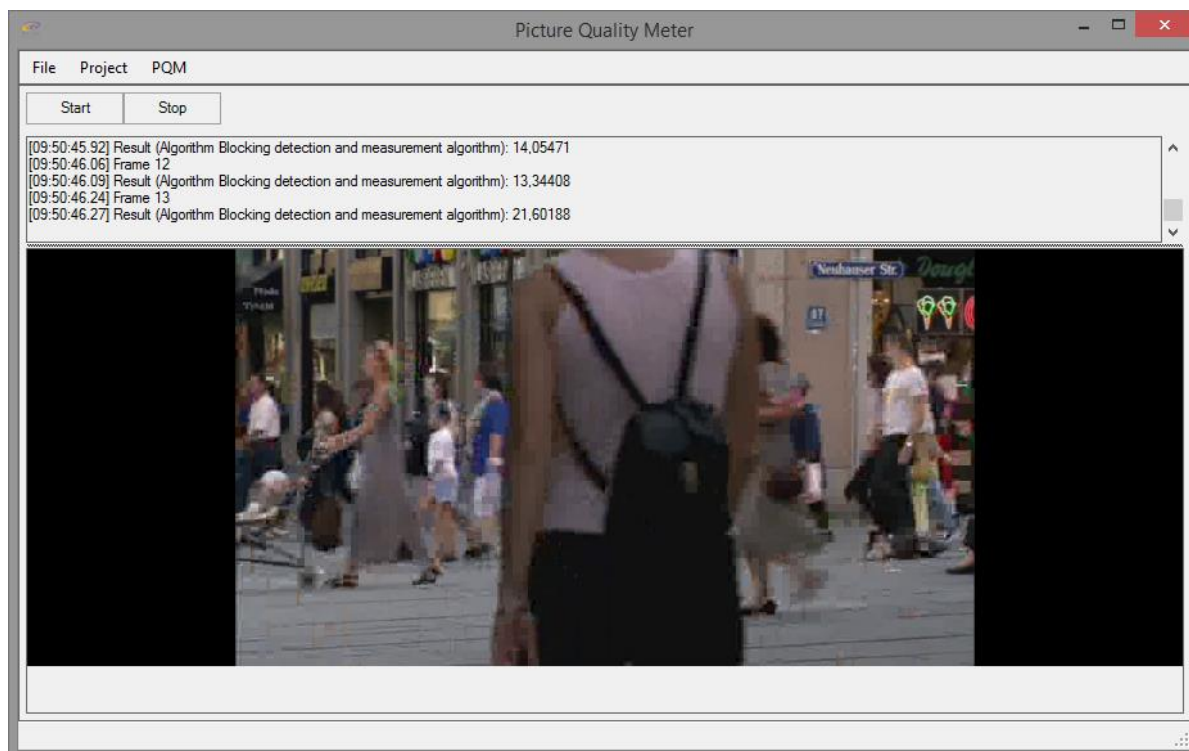 Picture Quality Meter
File Project PQM
Start Stop
[09:50:45.92] Result (Algorithm Blocking detection and measurement algorithm): 14,05471
[09:50:46.06] Frame 12
[09:50:46.09] Result (Algorithm Blocking detection and measurement algorithm): 13,34408
[09:50:46.24] Frame 13
[09:50:46.27] Result (Algorithm Blocking detection and measurement algorithm): 21,60188
Neuhauser Str.